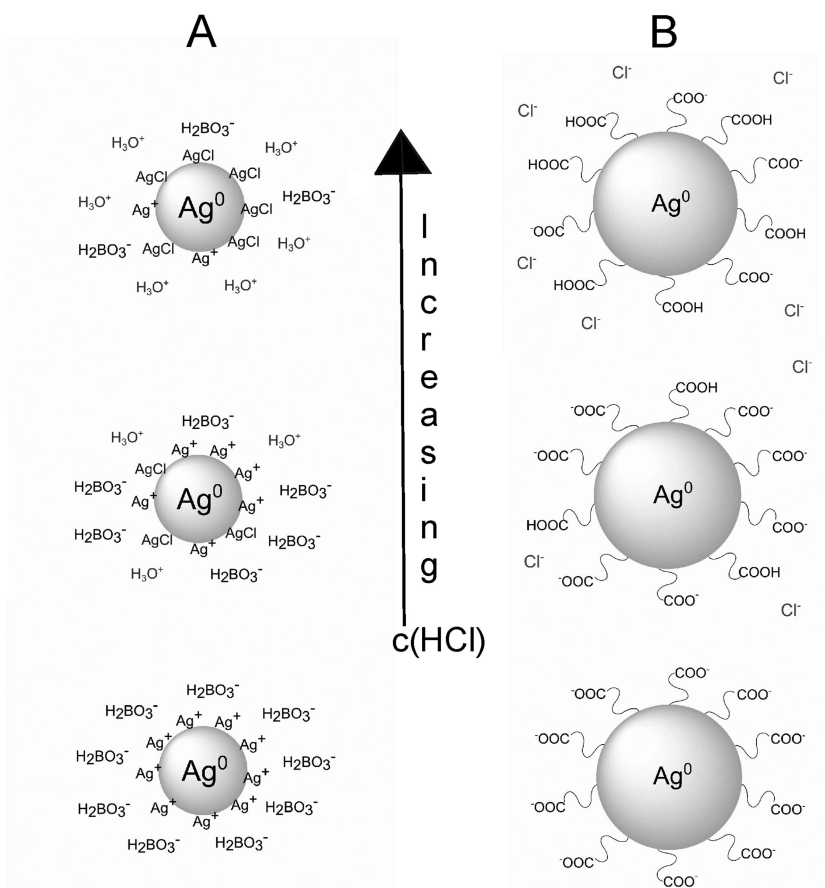 A
B
H2BO3⁻
H₃O⁺
H₃O⁺
AgCl
AgCl
AgCl
H₃O⁺
Ag⁺
Ag⁰
AgCl
H2BO3⁻
H2BO3⁻
AgCl
Ag⁺
AgCl
H₃O⁺
H₃O⁺
H₃O⁺
H2BO3⁻
H₃O⁺
H₃O⁺
Ag⁺
Ag⁺
AgCl
Ag⁺
H2BO3⁻
Ag⁺
Ag⁰
Ag⁺
H2BO3⁻
H2BO3⁻
AgCl
Ag⁺
AgCl
H2BO3⁻
H₃O⁺
H2BO3⁻
H2BO3⁻
H2BO3⁻
H2BO3⁻
Ag⁺
Ag⁺
Ag⁺
Ag⁺
H2BO3⁻
Ag⁺
Ag⁰
Ag⁺
H2BO3⁻
H2BO3⁻
Ag⁺
Ag⁺
Ag⁺
H2BO3⁻
H2BO3⁻
H2BO3⁻
Increasing
c(HCl)
Cl⁻
Cl⁻
Cl⁻
COO⁻
HOOC
COOH
HOOC
COO⁻
Ag⁰
⁻OOC
COOH
Cl⁻
HOOC
COO⁻
COOH
Cl⁻
Cl⁻
Cl⁻
COOH
⁻OOC
COO⁻
⁻OOC
COO⁻
Ag⁰
HOOC
COO⁻
Cl⁻
⁻OOC
COOH
COO⁻
Cl⁻
COO⁻
⁻OOC
COO⁻
⁻OOC
COO⁻
Ag⁰
⁻OOC
COO⁻
⁻OOC
COO⁻
COO⁻